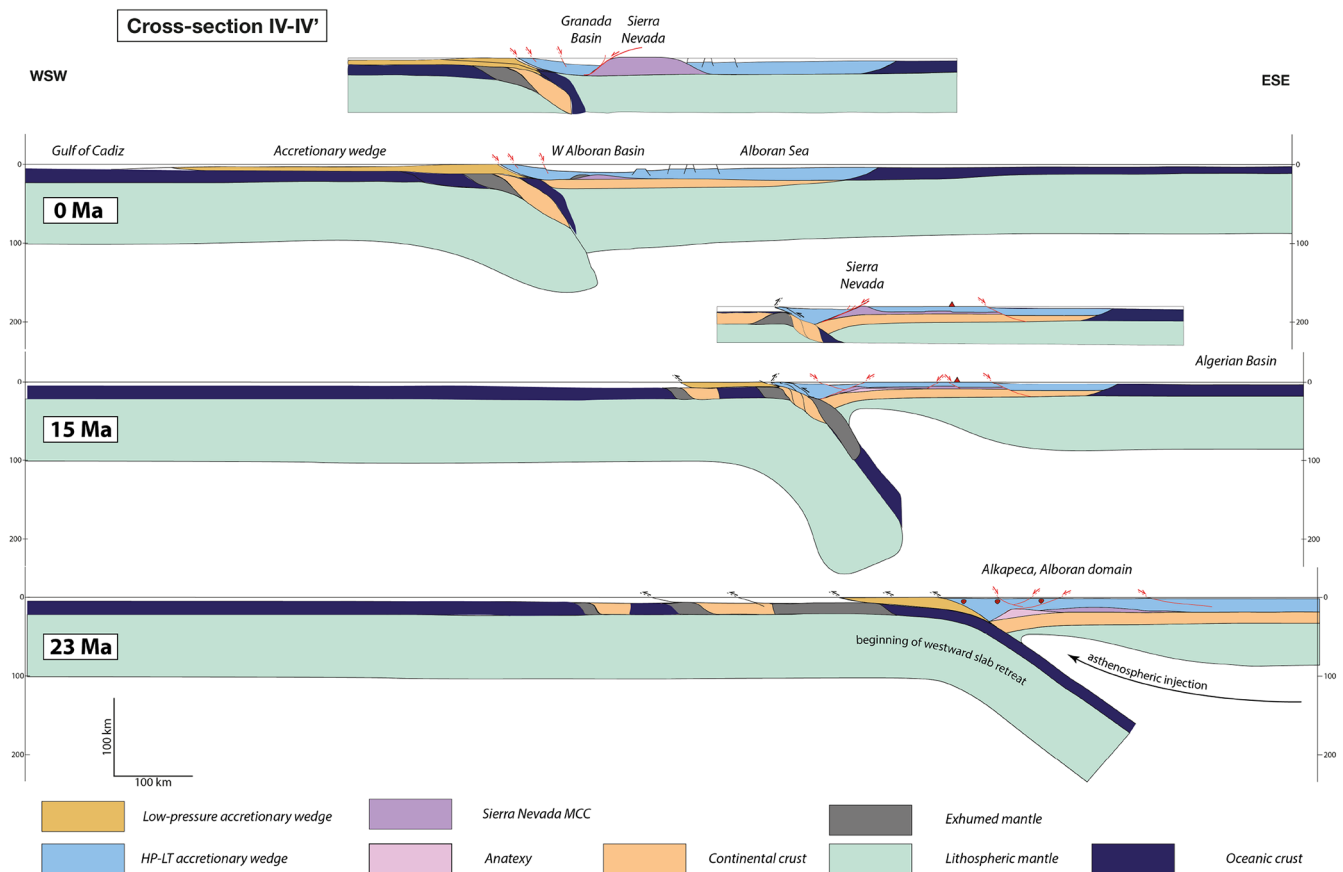 Cross-section IV-IV'
Granada
Basin
Sierra
Nevada
WSW
ESE
Gulf of Cadiz
Accretionary wedge
W Alboran Basin
Alboran Sea
0
0
0 Ma
100
100
200
200
Sierra
Nevada
Algerian Basin
0
0
15 Ma
100
100
200
200
Alkapeca, Alboran domain
0
0
23 Ma
beginning of westward slab retreat
asthenospheric injection
100
100
200
200
100 km
100 km
Low-pressure accretionary wedge
Sierra Nevada MCC
Exhumed mantle
HP-LT accretionary wedge
Anatexy
Continental crust
Lithospheric mantle
Oceanic crust